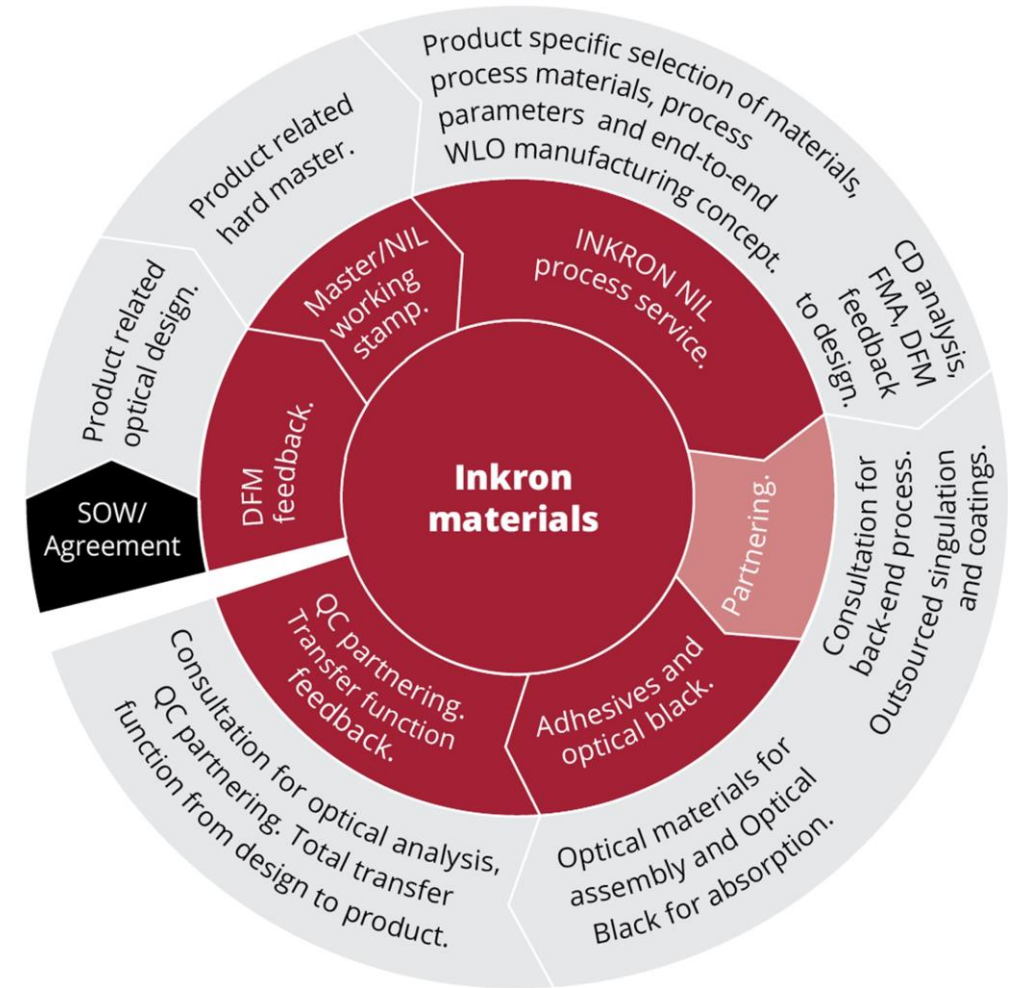 Inkron
materials
SOW/
Agreement
Product related
optical design.
DFM
feedback.
Product related
hard master.
Master/NIL
working
stamp.
Product specific selection of materials,
process materials, process
parameters and end-to-end
WLO manufacturing concept.
CD analysis,
FMA, DFM
feedback
to design.
INKRON NIL
process service.
Partnering.
Consultation for
back-end process.
Outsourced singulation
and coatings.
Adhesives and
optical black.
Optical materials for
assembly and Optical
Black for absorption.
QC partnering.
Transfer function
feedback.
Consultation for optical analysis,
QC partnering. Total transfer
function from design to product.